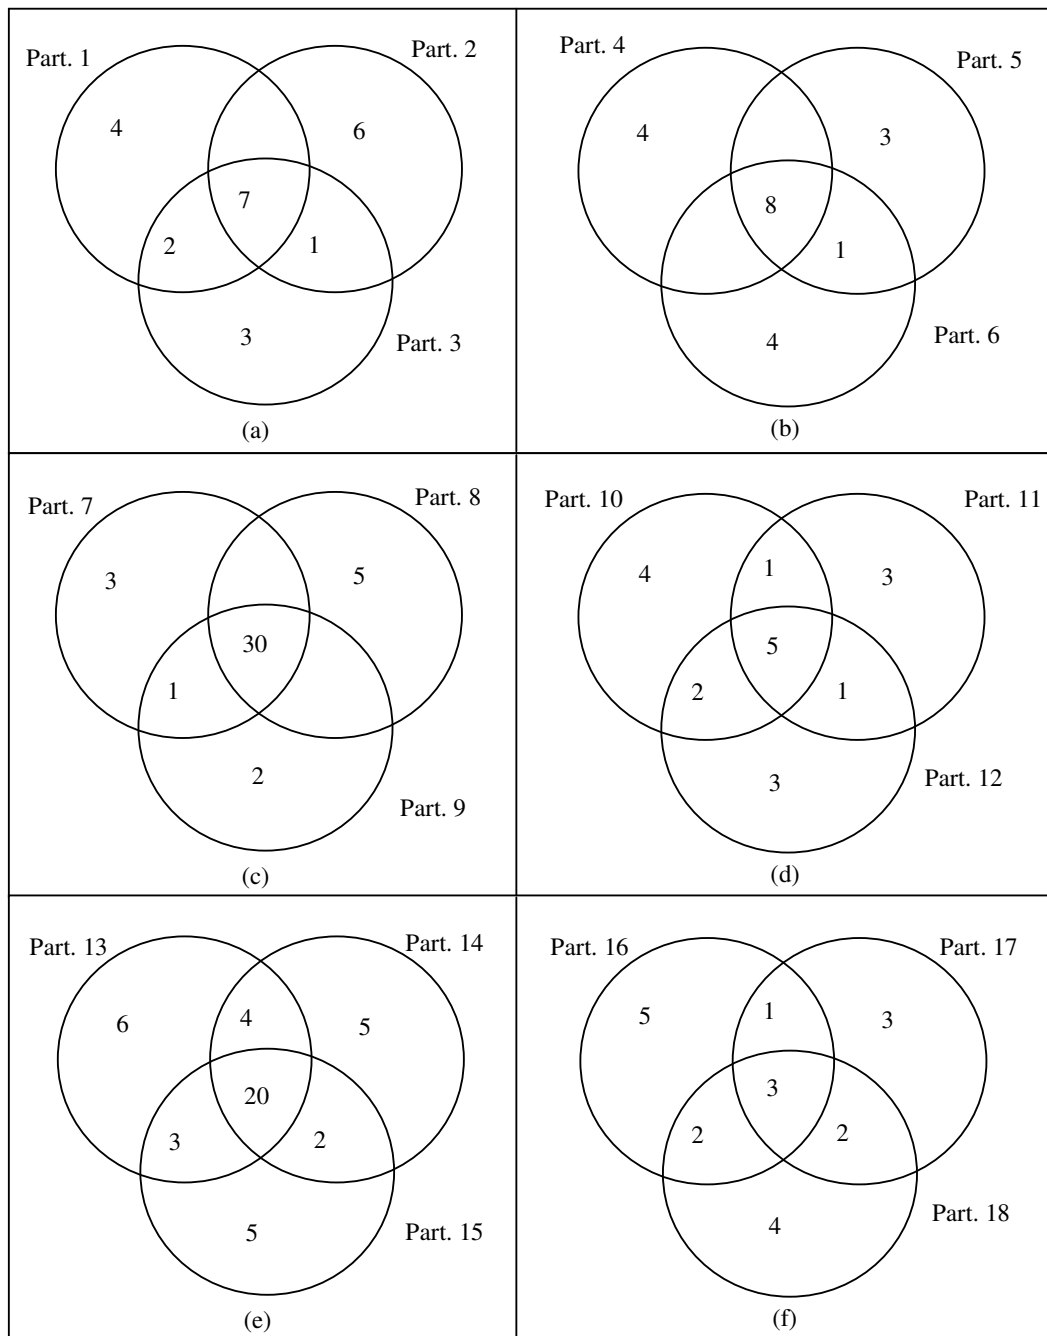 Part. 1
Part. 2
4
6
7
2
1
3
Part. 3
(a)
Part. 4
Part. 5
4
3
8
1
4
Part. 6
(b)
Part. 7
Part. 8
3
5
30
1
2
Part. 9
(c)
Part. 10
Part. 11
4
1
3
5
2
1
3
Part. 12
(d)
Part. 13
Part. 14
6
4
5
20
3
2
5
Part. 15
(e)
Part. 16
Part. 17
5
1
3
3
2
2
4
Part. 18
(f)